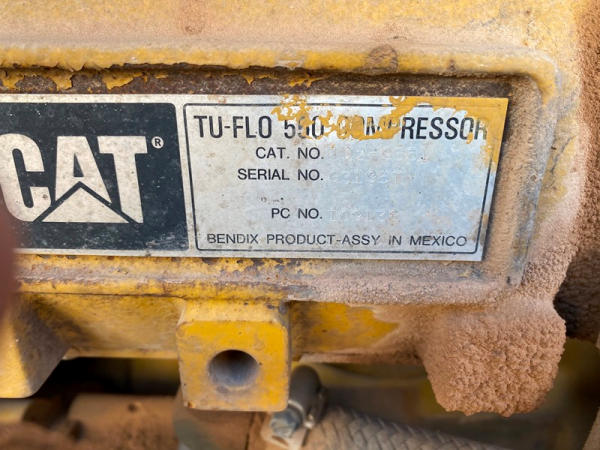 CAT®
TU-FLO 550 COMPRESSOR
CAT. NO.
SERIAL NO.
PC NO.
BENDIX PRODUCT-ASSY IN MEXICO